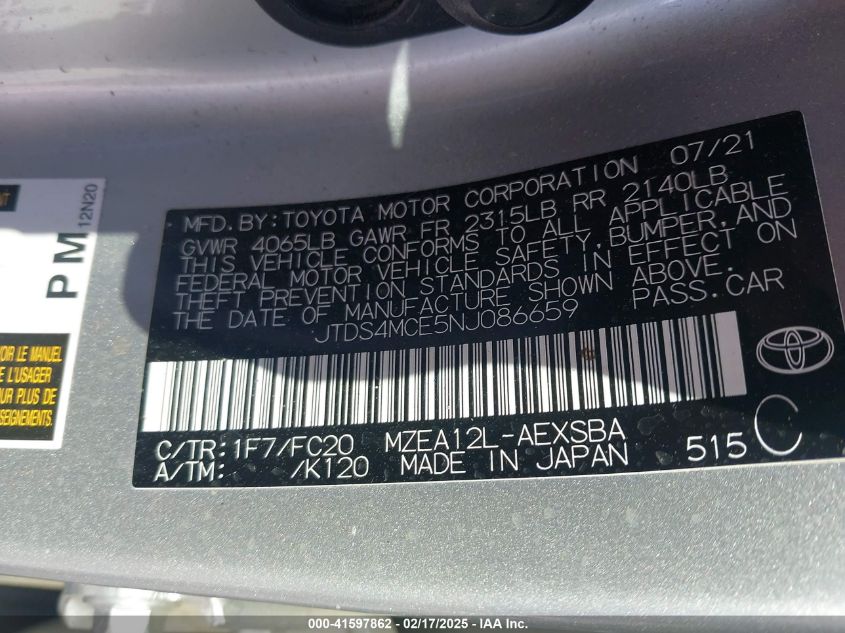 MFD.BY:TOYOTA MOTOR CORPORATION 07/21
GVWR 4065LB GAWR FR 2315LB RR 2140LB
THIS VEHICLE CONFORMS TO ALL APPLICABLE
FEDERAL MOTOR VEHICLE SAFETY,BUMPER,AND
THEFT PREVENTION STANDARDS IN EFFECT ON
THE DATE OF MANUFACTURE SHOWN ABOVE.
JTDS4MCE5NJ086659 PASS.CAR
C/TR:1F7/FC20 MZEA12L-AEXSBA
A/TM: /K120 MADE IN JAPAN 515 C
PM
12N20
OIR LE MANUEL
E L'USAGER
UR PLUS DE
SEIGNEMENTS.
000-41597862 / 02/17/2025 / IAAI.COM